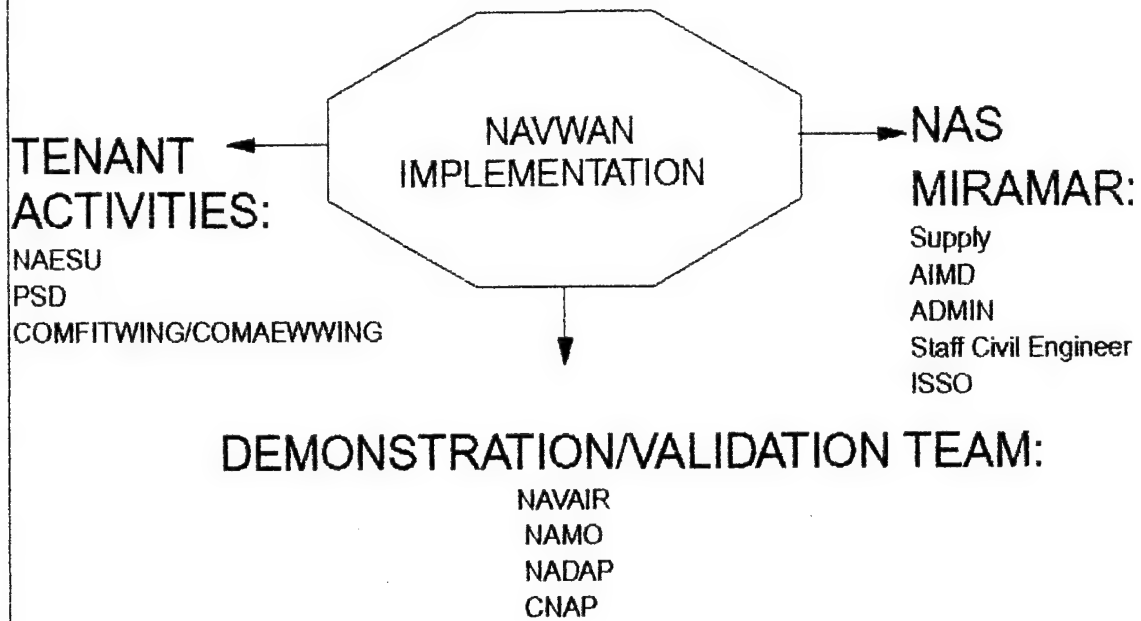 NAVWAN
IMPLEMENTATION
TENANT
ACTIVITIES:
NAESU
PSD
COMFITWING/COMAEWWING
NAS
MIRAMAR:
Supply
AIMD
ADMIN
Staff Civil Engineer
ISSO
DEMONSTRATION/VALIDATION TEAM:
NAVAIR
NAMO
NADAP
CNAP